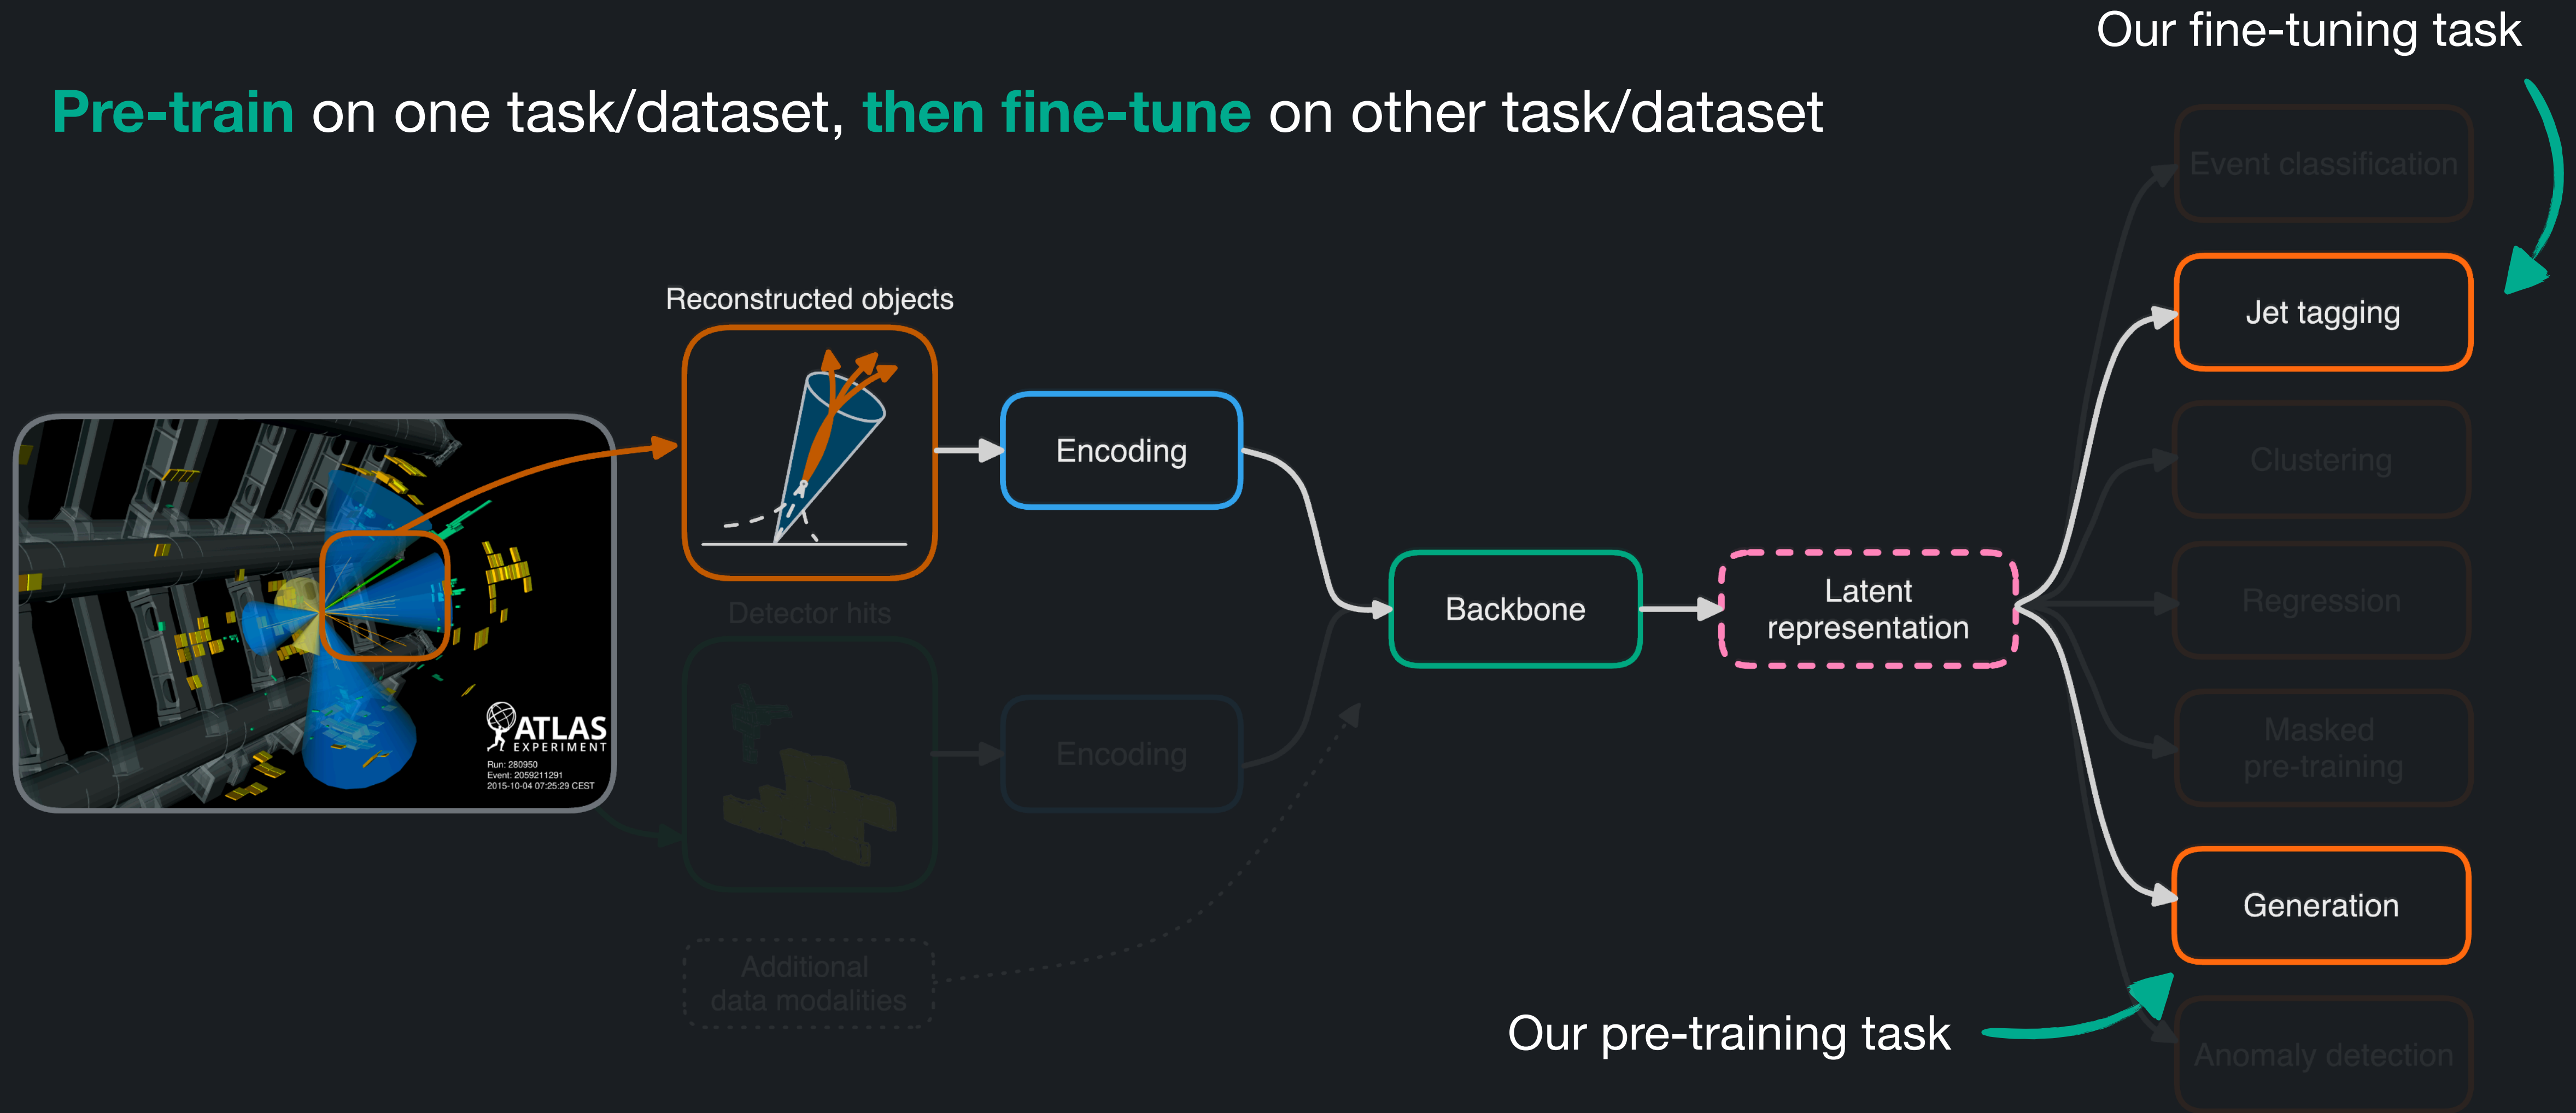 Our fine-tuning task
Pre-train on one task/dataset, then fine-tune on other task/dataset
Event classification
Reconstructed objects
Jet tagging
Encoding
Clustering
Detector hits
Backbone
Latent
representation
Regression
ATLAS
EXPERIMENT
Run: 280950
Event: 2059211291
2015-10-04 07:25:29 CEST
Encoding
Masked
pre-training
Generation
Additional
data modalities
Our pre-training task
Anomaly detection